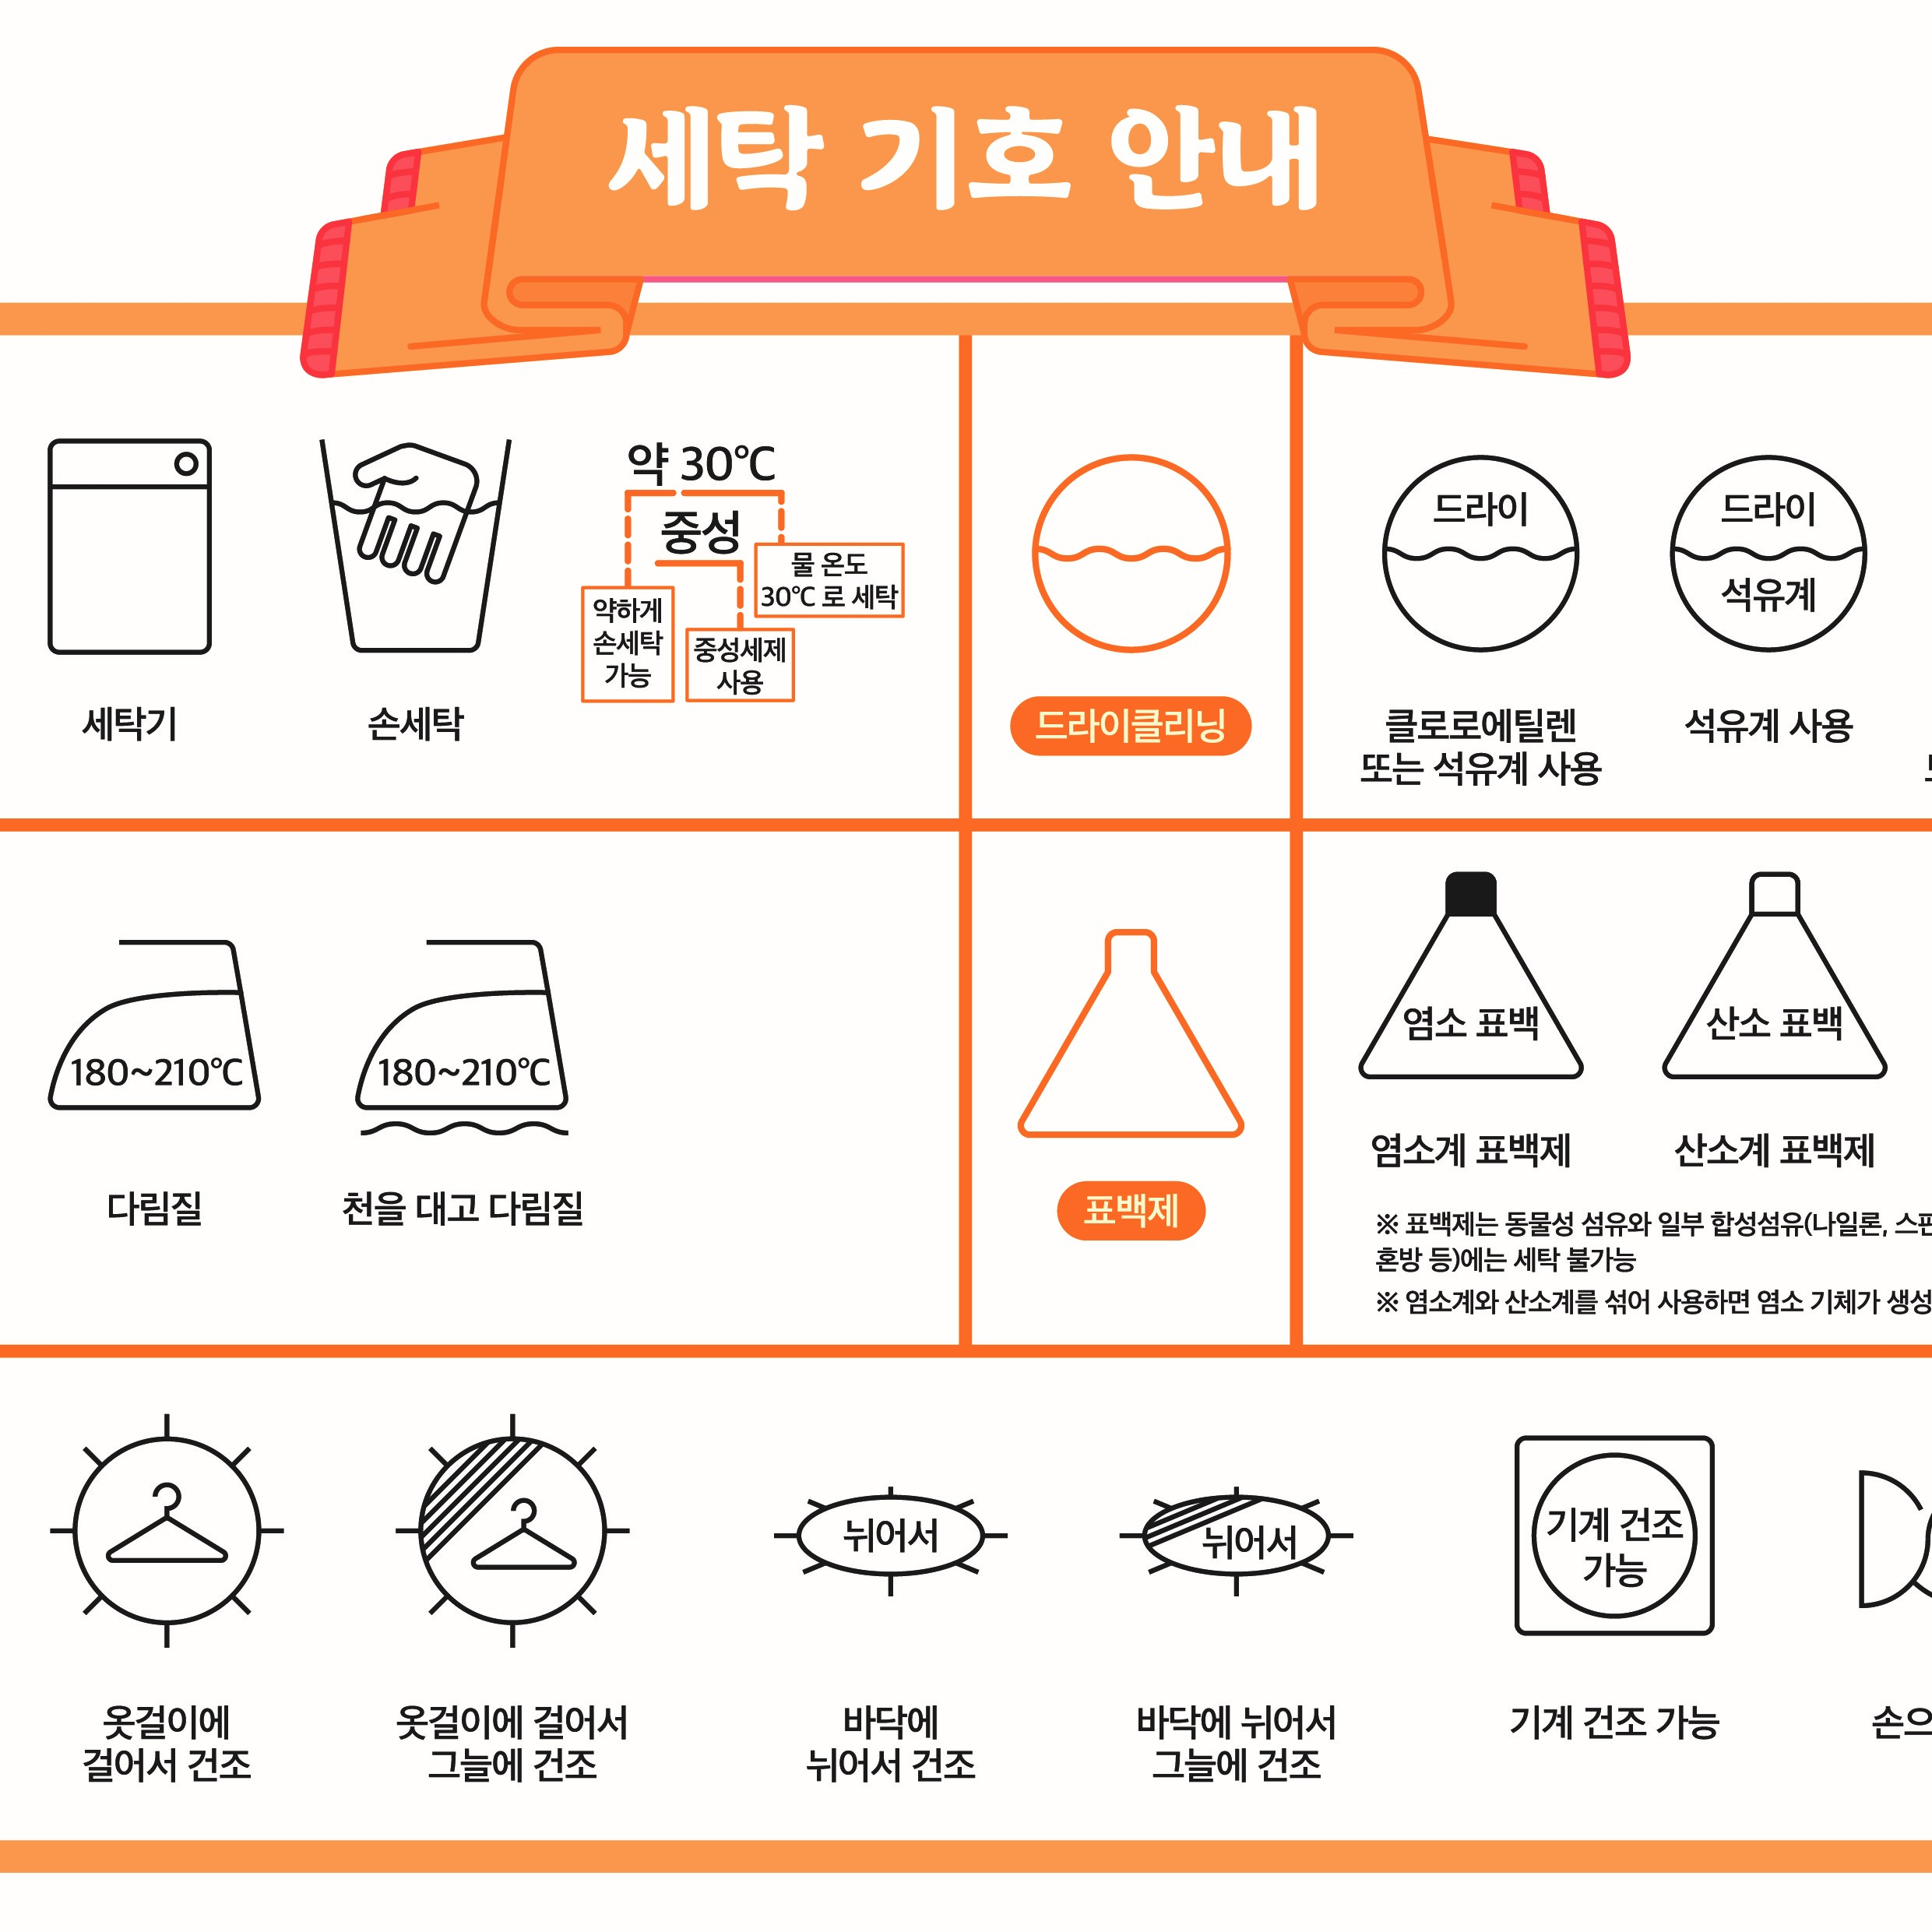 세탁 기호 안내
세탁기
손세탁
약 30℃
중성
물 온도
30℃ 로 세탁
약하게
손세탁
가능
중성세제
사용
드라이클리닝
드라이
클로로에틸렌
또는 석유계 사용
드라이
석유계
석유계 사용
180~210℃
다림질
180~210℃
천을 대고 다림질
표백제
염소 표백
염소계 표백제
산소 표백
산소계 표백제
※ 표백제는 동물성 섬유와 일부 합성섬유(나일론,
혼방 등)에는 세탁 불가능
※ 염소계와 산소계를 섞어 사용하면 염소 기체가 생성
옷걸이에
걸어서 건조
옷걸이에 걸어서
그늘에 건조
뉘어서
바닥에
뉘어서 건조
뉘어서
바닥에 뉘어서
그늘에 건조
기계 건조
가능
기계 건조 가능